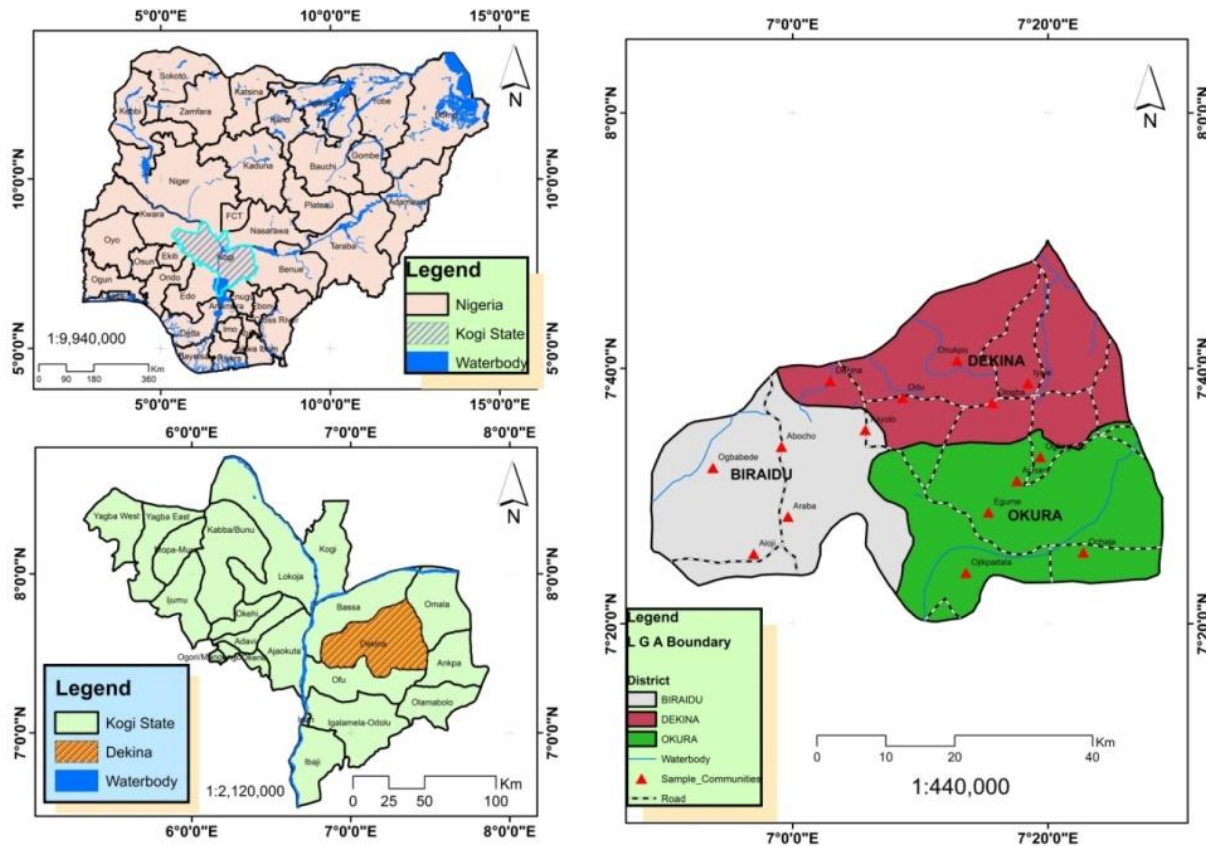 5°0'0"E 10°0'0"E 15°0'0"E
10°0'0"N
5°0'0"N
N
Sokoto
Katsina
Kebbi
Zamfara
Kano
Yobe
Borno
Kaduna
Bauchi
Gombe
Niger
Plateau
Adamawa
FCT
Kwara
Nasarawa
Taraba
Oyo
Kogi
Benue
Ekiti
Osun
Ogun
Ondo
Edo
Imo
Delta
Legend
Nigeria
Kogi State
Waterbody
1:9,940,000
0 90 180 360 Km
5°0'0"E 10°0'0"E 15°0'0"E
10°0'0"N
5°0'0"N
6°0'0"E 7°0'0"E 8°0'0"E
8°0'0"N
7°0'0"N
N
Yagba West
Yagba East
Kabba/Bunu
Kogi
Lokoja
Ijumu
Okehi
Adavi
Ajaokuta
Bassa
Omala
Dekina
Ankpa
Ofu
Olamabolo
Igalamela-Odolu
Ibaji
Legend
Kogi State
Dekina
Waterbody
1:2,120,000
Km
0 25 50 100
6°0'0"E 7°0'0"E 8°0'0"E
8°0'0"N
7°0'0"N
7°0'0"E 7°20'0"E
8°0'0"N
7°40'0"N
7°20'0"N
N
DEKINA
Odu
Abocho
Ogbabede
BIRAIDU
Araba
Aloji
Egume
OKURA
Ojikpadala
Legend
L G A Boundary
District
BIRAIDU
DEKINA
OKURA
Waterbody
Sample_Communities
Road
Km
0 10 20 40
1:440,000
7°0'0"E 7°20'0"E
8°0'0"N
7°40'0"N
7°20'0"N